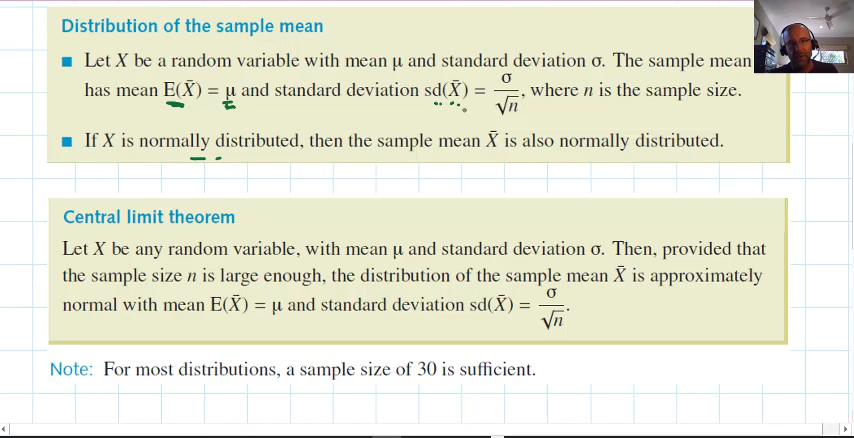 Distribution of the sample mean
■ Let X be a random variable with mean μ and standard deviation σ. The sample mean
has mean E(X̄) = μ and standard deviation sd(X̄) = σ/√n, where n is the sample size.
■ If X is normally distributed, then the sample mean X̄ is also normally distributed.
Central limit theorem
Let X be any random variable, with mean μ and standard deviation σ. Then, provided that
the sample size n is large enough, the distribution of the sample mean X̄ is approximately
normal with mean E(X̄) = μ and standard deviation sd(X̄) = σ/√n.
Note: For most distributions, a sample size of 30 is sufficient.